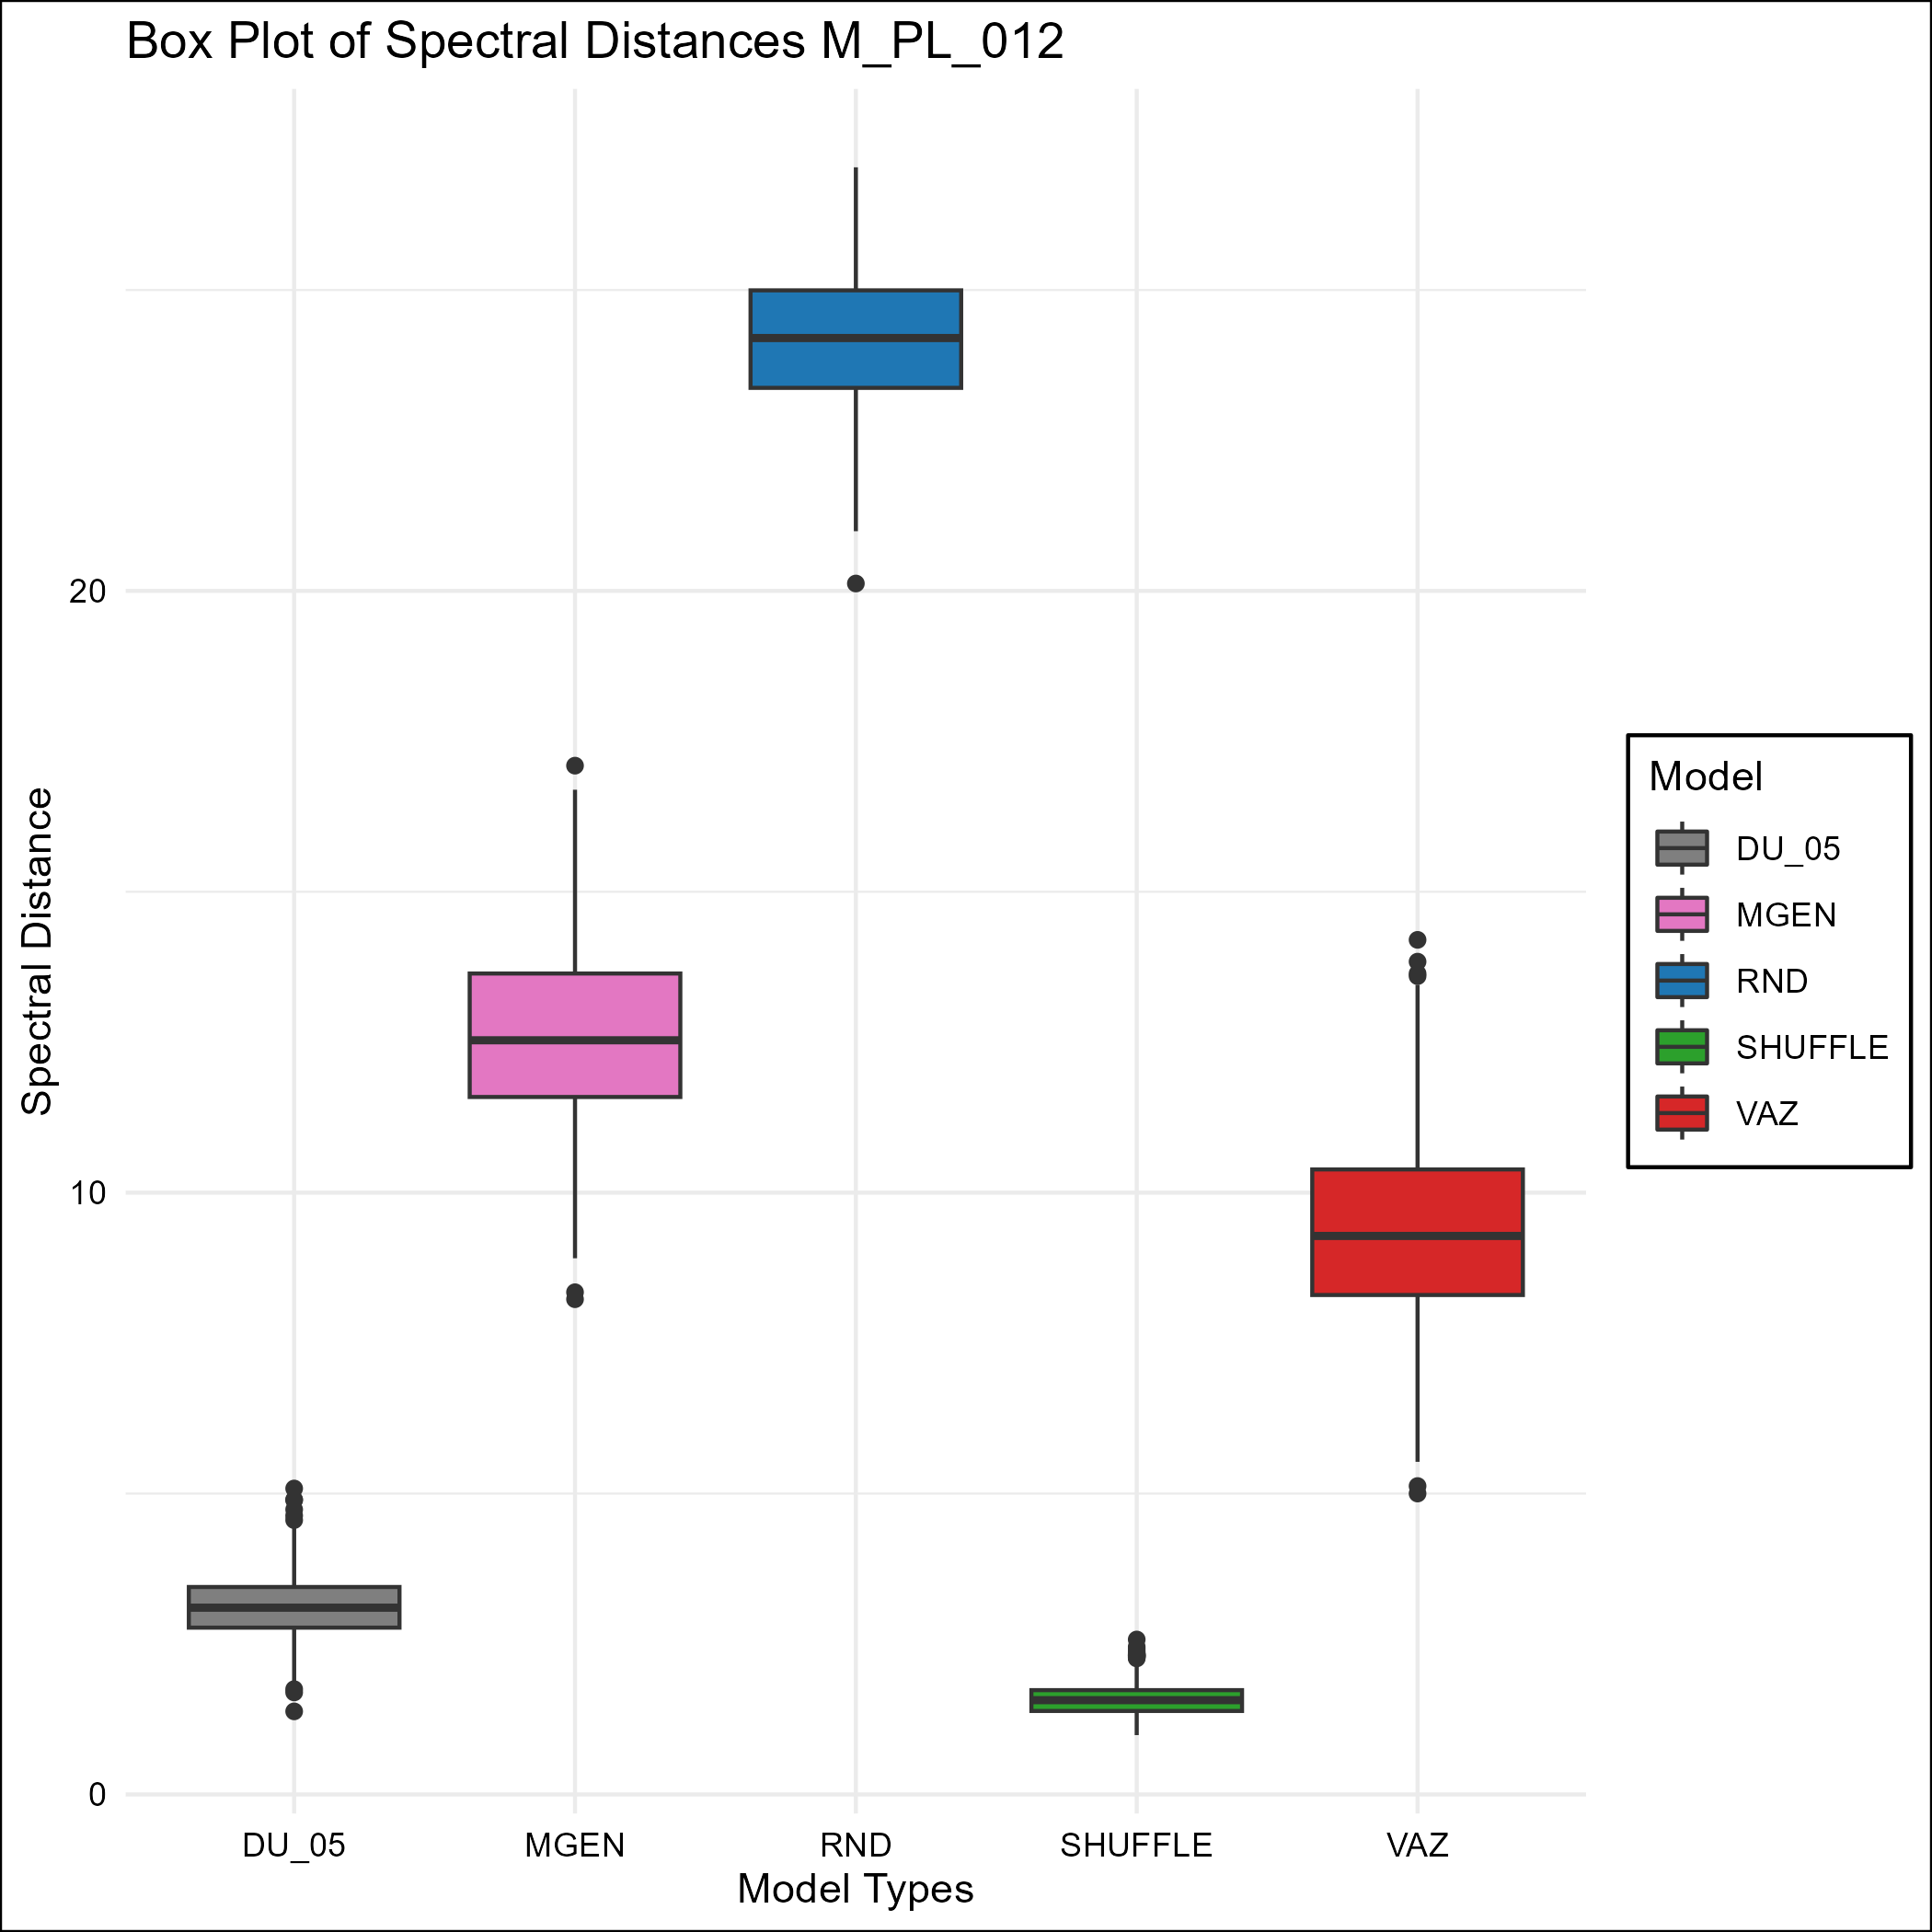 Box Plot of Spectral Distances M_PL_012
Spectral Distance
20
10
0
DU_05
MGEN
RND
SHUFFLE
VAZ
Model Types
Model
DU_05
MGEN
RND
SHUFFLE
VAZ